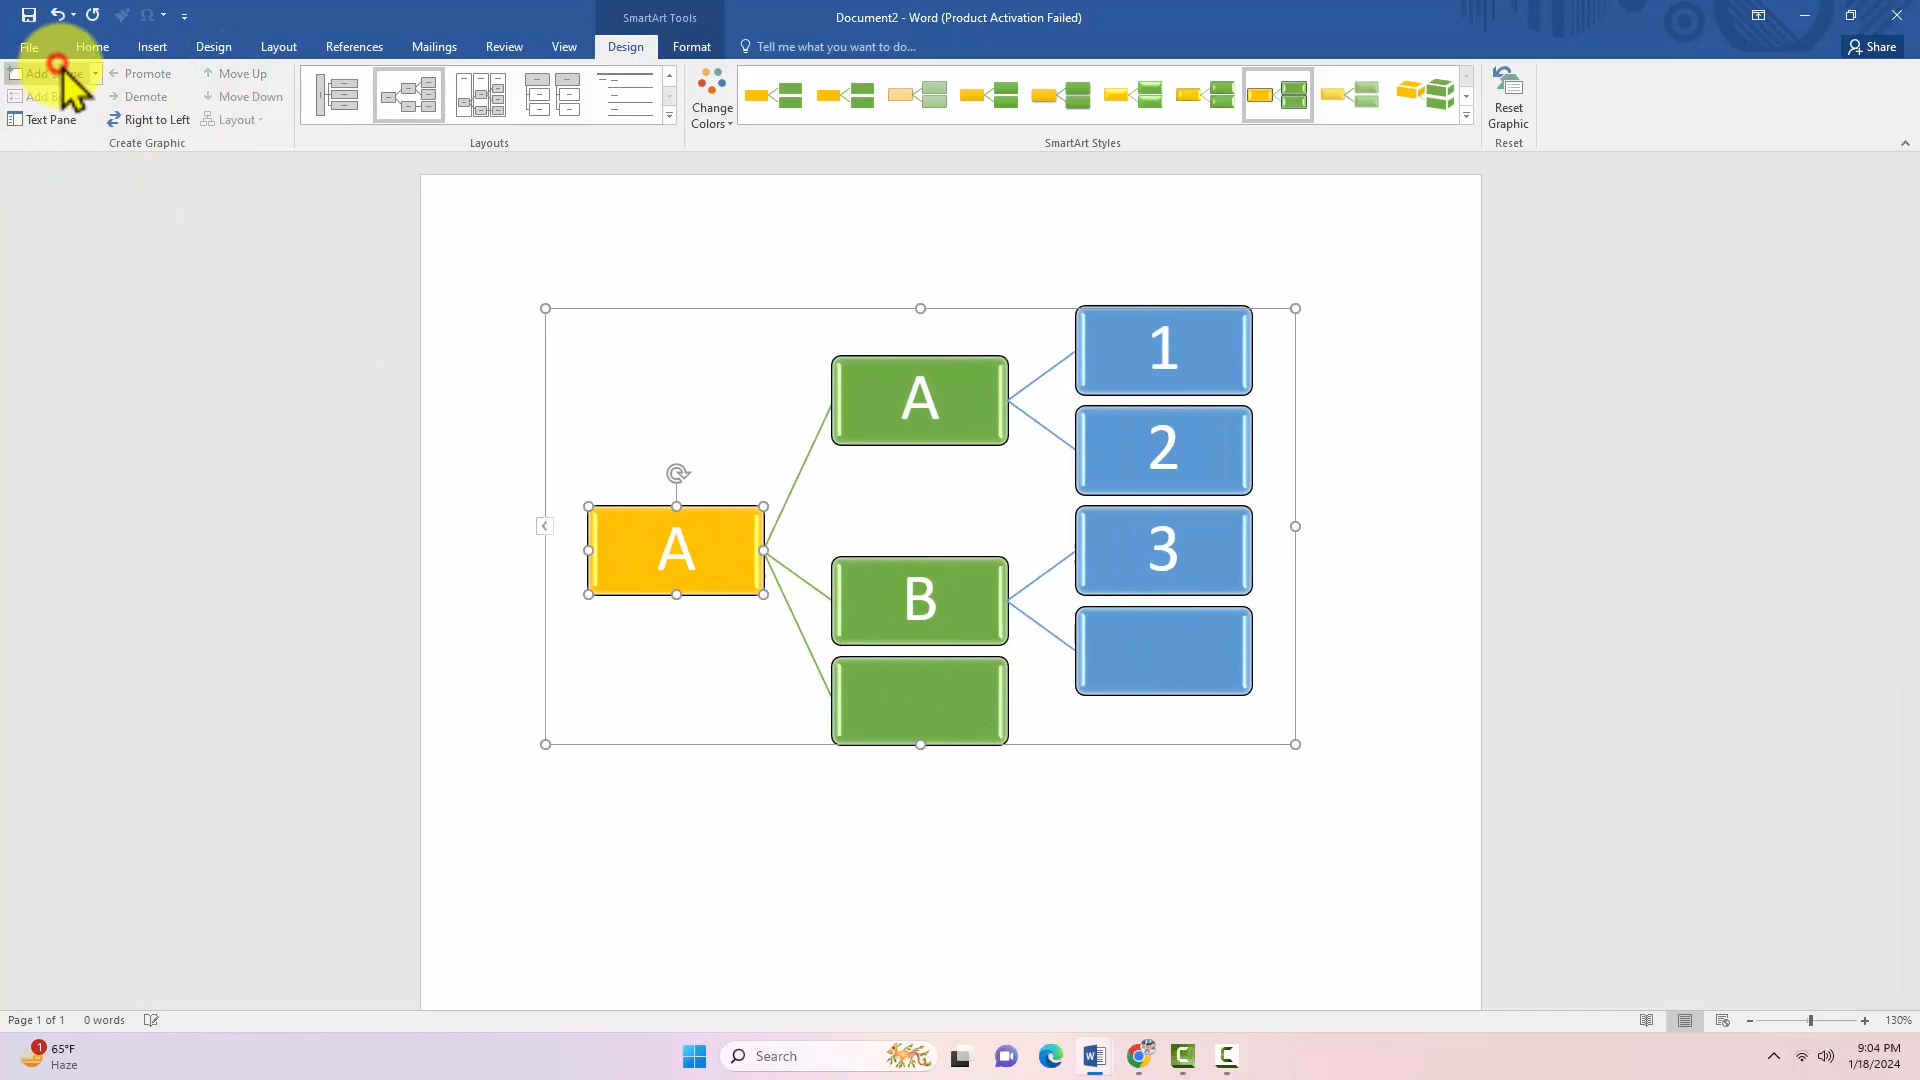 SmartArt Tools
Document2 - Word (Product Activation Failed)
File Home Insert Design Layout References Mailings Review View Design Format Tell me what you want to do... Share
Promote Move Up
Demote Move Down
Text Pane Right to Left Layout
Change Colors
Reset Graphic
Create Graphic Layouts SmartArt Styles Reset
1
A
2
A
3
B
Page 1 of 1 0 words 130%
1 65°F
Haze
Search
9:04 PM
1/18/2024